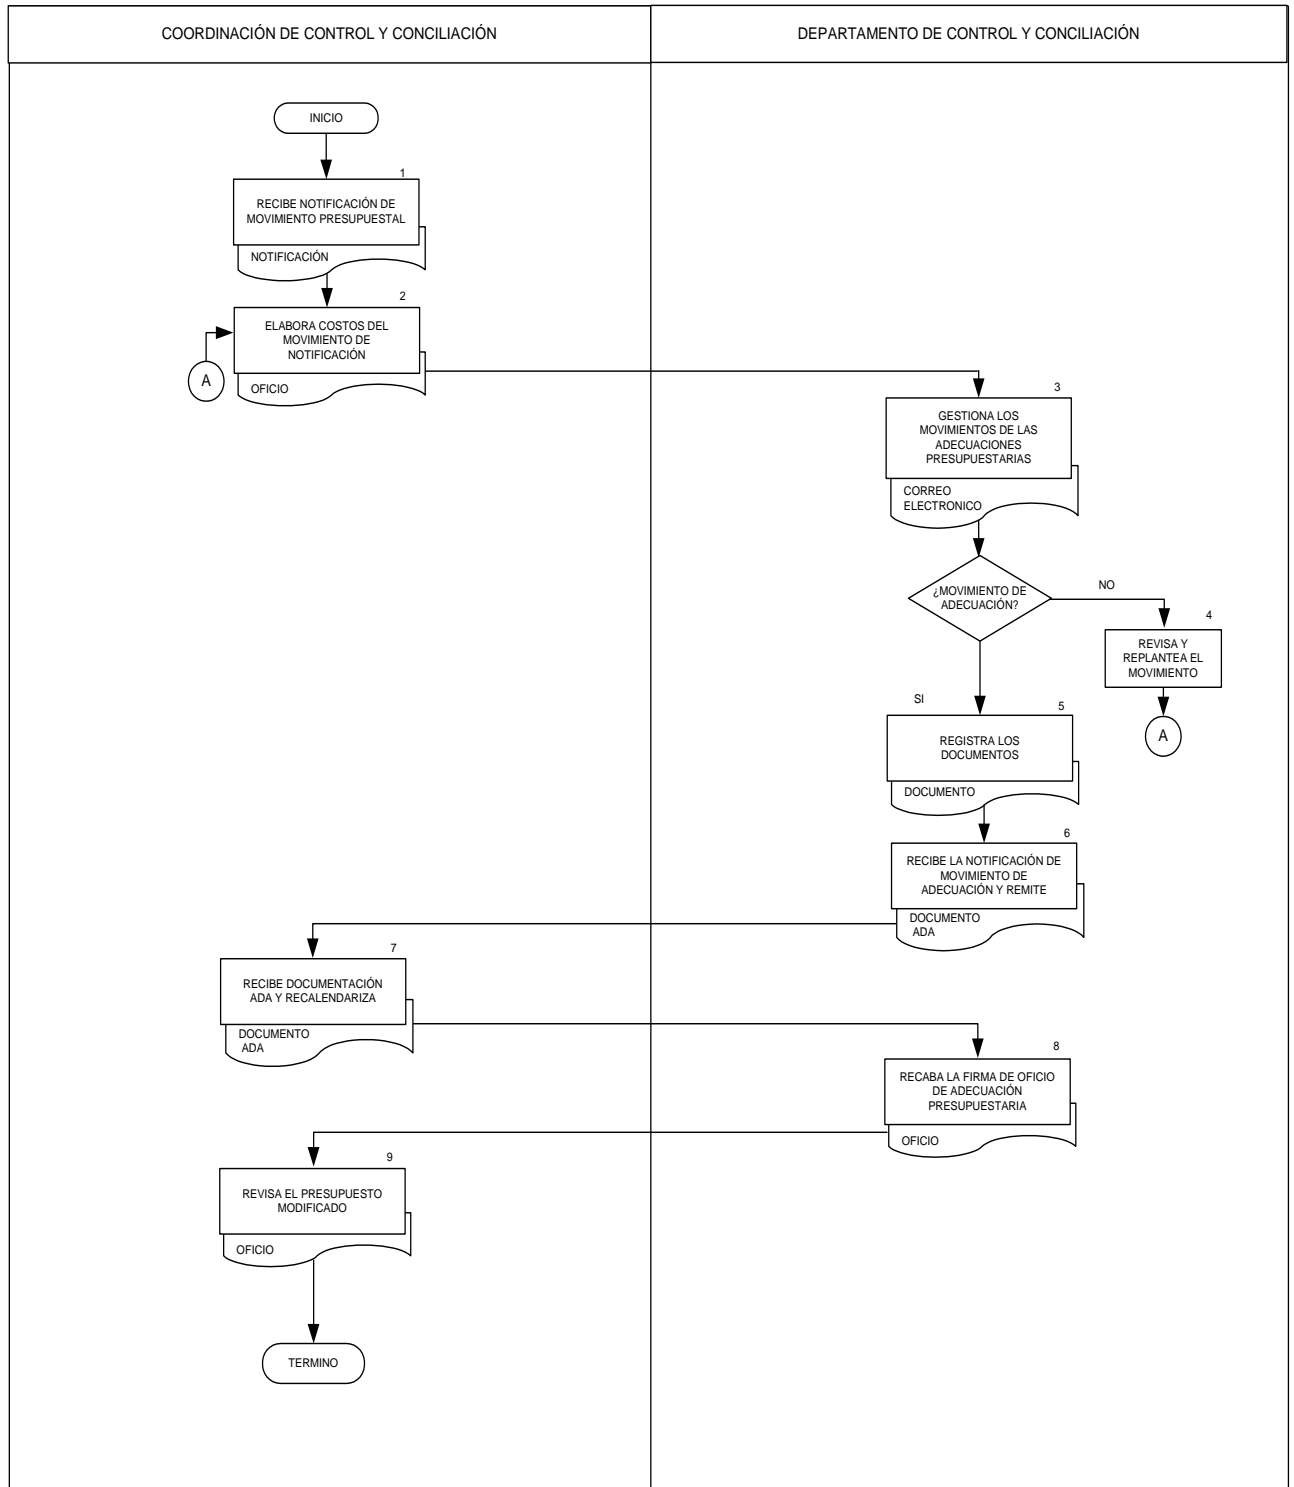 COORDINACIÓN DE CONTROL Y CONCILIACIÓN
DEPARTAMENTO DE CONTROL Y CONCILIACIÓN
INICIO
1
RECIBE NOTIFICACIÓN DE
MOVIMIENTO PRESUPUESTAL
NOTIFICACIÓN
2
ELABORA COSTOS DEL
MOVIMIENTO DE
NOTIFICACIÓN
OFICIO
A
3
GESTIONA LOS
MOVIMIENTOS DE LAS
ADECUACIONES
PRESUPUESTARIAS
CORREO
ELECTRONICO
¿MOVIMIENTO DE
ADECUACIÓN?
NO
4
REVISA Y
REPLANTEA EL
MOVIMIENTO
A
SI
5
REGISTRA LOS
DOCUMENTOS
DOCUMENTO
6
RECIBE LA NOTIFICACIÓN DE
MOVIMIENTO DE
ADECUACIÓN Y REMITE
DOCUMENTO
ADA
7
RECIBE DOCUMENTACIÓN
ADA Y RECALENDARIZA
DOCUMENTO
ADA
8
RECABA LA FIRMA DE OFICIO
DE ADECUACIÓN
PRESUPUESTARIA
OFICIO
9
REVISA EL PRESUPUESTO
MODIFICADO
OFICIO
TERMINO